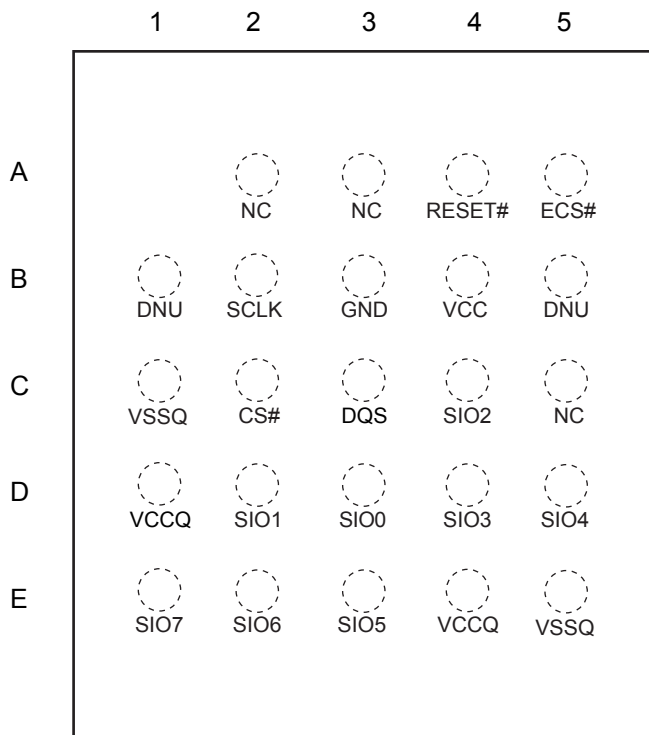 1 2 3 4 5
A
NC NC RESET# ECS#
B
DNU SCLK GND VCC DNU
C
VSSQ CS# DQS SIO2 NC
D
VCCQ SIO1 SIO0 SIO3 SIO4
E
SIO7 SIO6 SIO5 VCCQ VSSQ